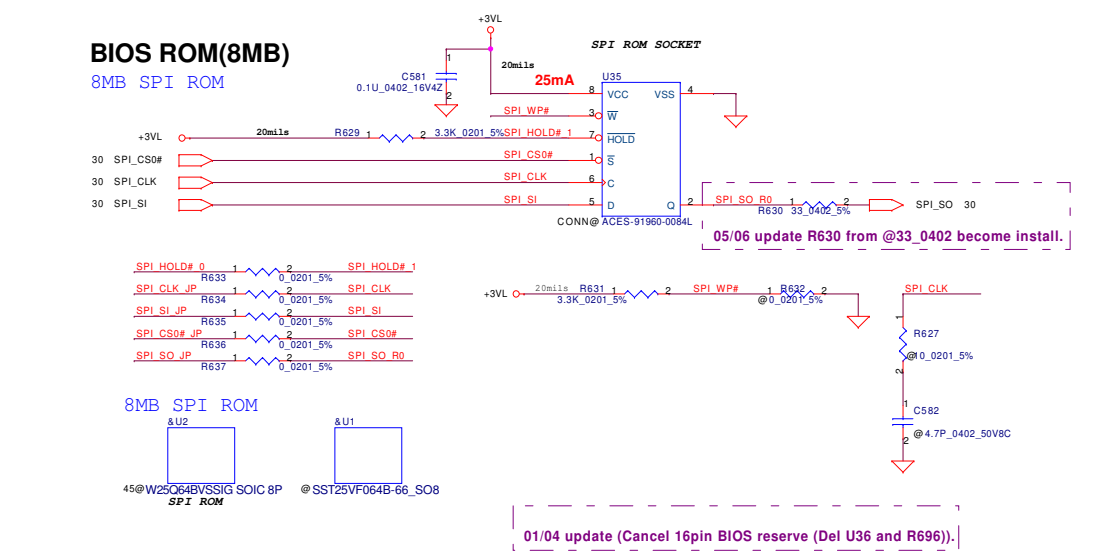 +3VL
BIOS ROM(8MB)
8MB SPI ROM
SPI ROM SOCKET
1
C581
0.1U_0402_16V4Z
2
20mils
25mA
U35
8 VCC VSS 4
SPI_WP# 3 W
+3VL 20mils R629 1 2 3.3K_0201_5% SPI_HOLD#_1 7 HOLD
30 SPI_CS0# SPI_CS0# 1 S
30 SPI_CLK SPI_CLK 6 C
30 SPI_SI SPI_SI 5 D Q 2 SPI_SO_R0 1 2 SPI_SO 30
R630 33_0402_5%
CONN@ ACES-91960-0084L
05/06 update R630 from @33_0402 become install.
SPI_HOLD#_0 1 2 SPI_HOLD#_1
R633 0_0201_5%
SPI_CLK_JP 1 2 SPI_CLK
R634 0_0201_5%
SPI_SI_JP 1 2 SPI_SI
R635 0_0201_5%
SPI_CS0#_JP 1 2 SPI_CS0#
R636 0_0201_5%
SPI_SO_JP 1 2 SPI_SO_R0
R637 0_0201_5%
+3VL 20mils R631 1 2 SPI_WP# 1 R632 2
3.3K_0201_5% @0_0201_5%
SPI_CLK
1
R627
@10_0201_5%
2
1
C582
@4.7P_0402_50V8C
2
8MB SPI ROM
&U2 &U1
45@W25Q64BVSSIG SOIC 8P @SST25VF064B-66_SO8
SPI ROM
01/04 update (Cancel 16pin BIOS reserve (Del U36 and R696)).